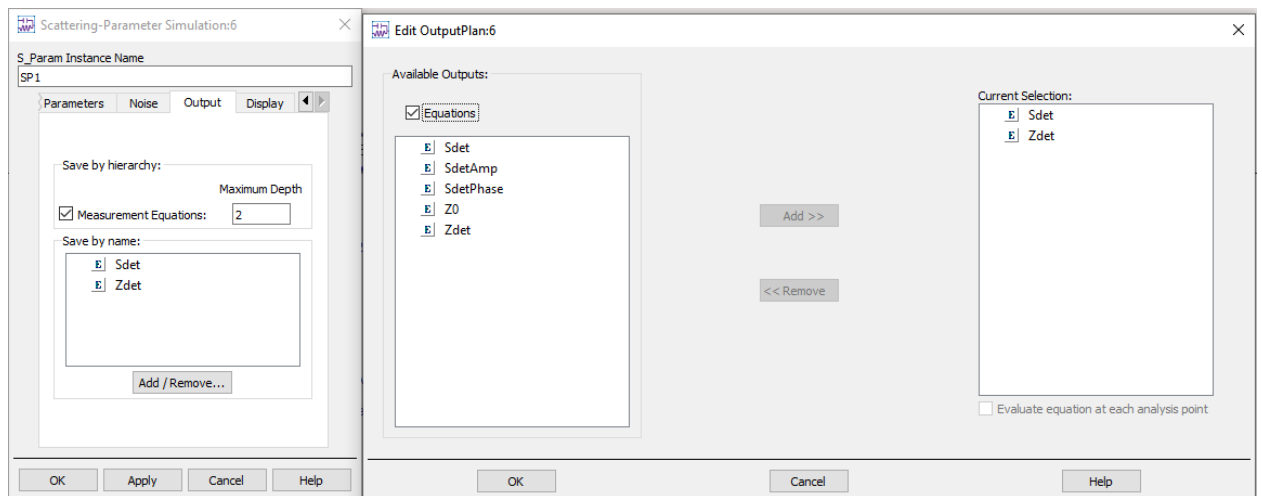 Scattering-Parameter Simulation:6
S_Param Instance Name
SP1
Parameters Noise Output Display
Save by hierarchy:
Maximum Depth
Measurement Equations: 2
Save by name:
E Sdet
E Zdet
Add / Remove...
OK Apply Cancel Help
Edit OutputPlan:6
Available Outputs:
Equations
E Sdet
E SdetAmp
E SdetPhase
E Z0
E Zdet
Add >>
<< Remove
Current Selection:
E Sdet
E Zdet
Evaluate equation at each analysis point
OK Cancel Help